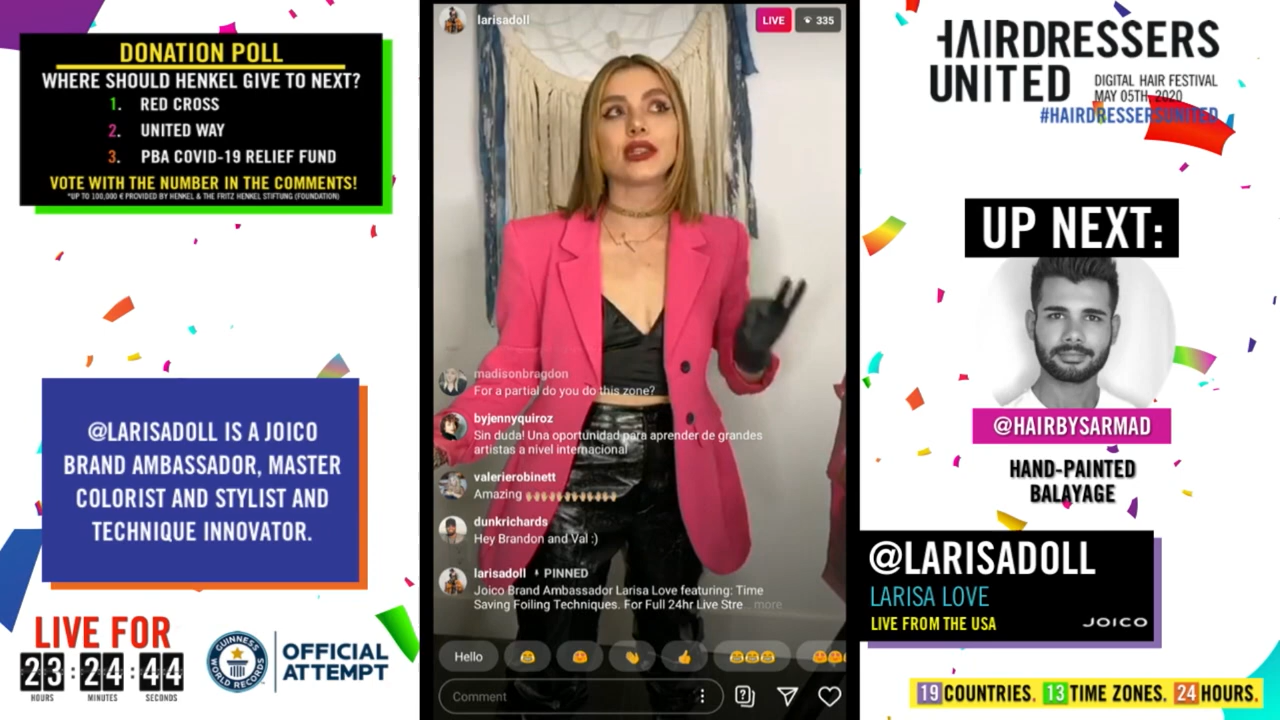 DONATION POLL
WHERE SHOULD HENKEL GIVE TO NEXT?
1. RED CROSS
2. UNITED WAY
3. PBA COVID-19 RELIEF FUND
VOTE WITH THE NUMBER IN THE COMMENTS!
*UP TO 100,000 € PROVIDED BY HENKEL & THE FRITZ HENKEL STIFTUNG (FOUNDATION)
@LARISADOLL IS A JOICO
BRAND AMBASSADOR, MASTER
COLORIST AND STYLIST AND
TECHNIQUE INNOVATOR.
LIVE FOR
23:24:44
HOURS MINUTES SECONDS
GUINNESS
WORLD RECORDS
OFFICIAL
ATTEMPT
larisadoll
LIVE
335
madisonbragdon
For a partial do you do this zone?
byjennyquiroz
Sin duda! Una oportunidad para aprender de grandes
artistas a nivel internacional
valerierobinett
Amazing
dunkrichards
Hey Brandon and Val :)
larisadoll PINNED
Joico Brand Ambassador Larisa Love featuring: Time
Saving Foiling Techniques. For Full 24hr Live Stre... more
Hello
Comment
HAIRDRESSERS
UNITED
DIGITAL HAIR FESTIVAL
MAY 05TH, 2020
#HAIRDRESSERSUNITED
UP NEXT:
@HAIRBYSARMAD
HAND-PAINTED
BALAYAGE
@LARISADOLL
LARISA LOVE
LIVE FROM THE USA
JOICO
19 COUNTRIES. 13 TIME ZONES. 24 HOURS.